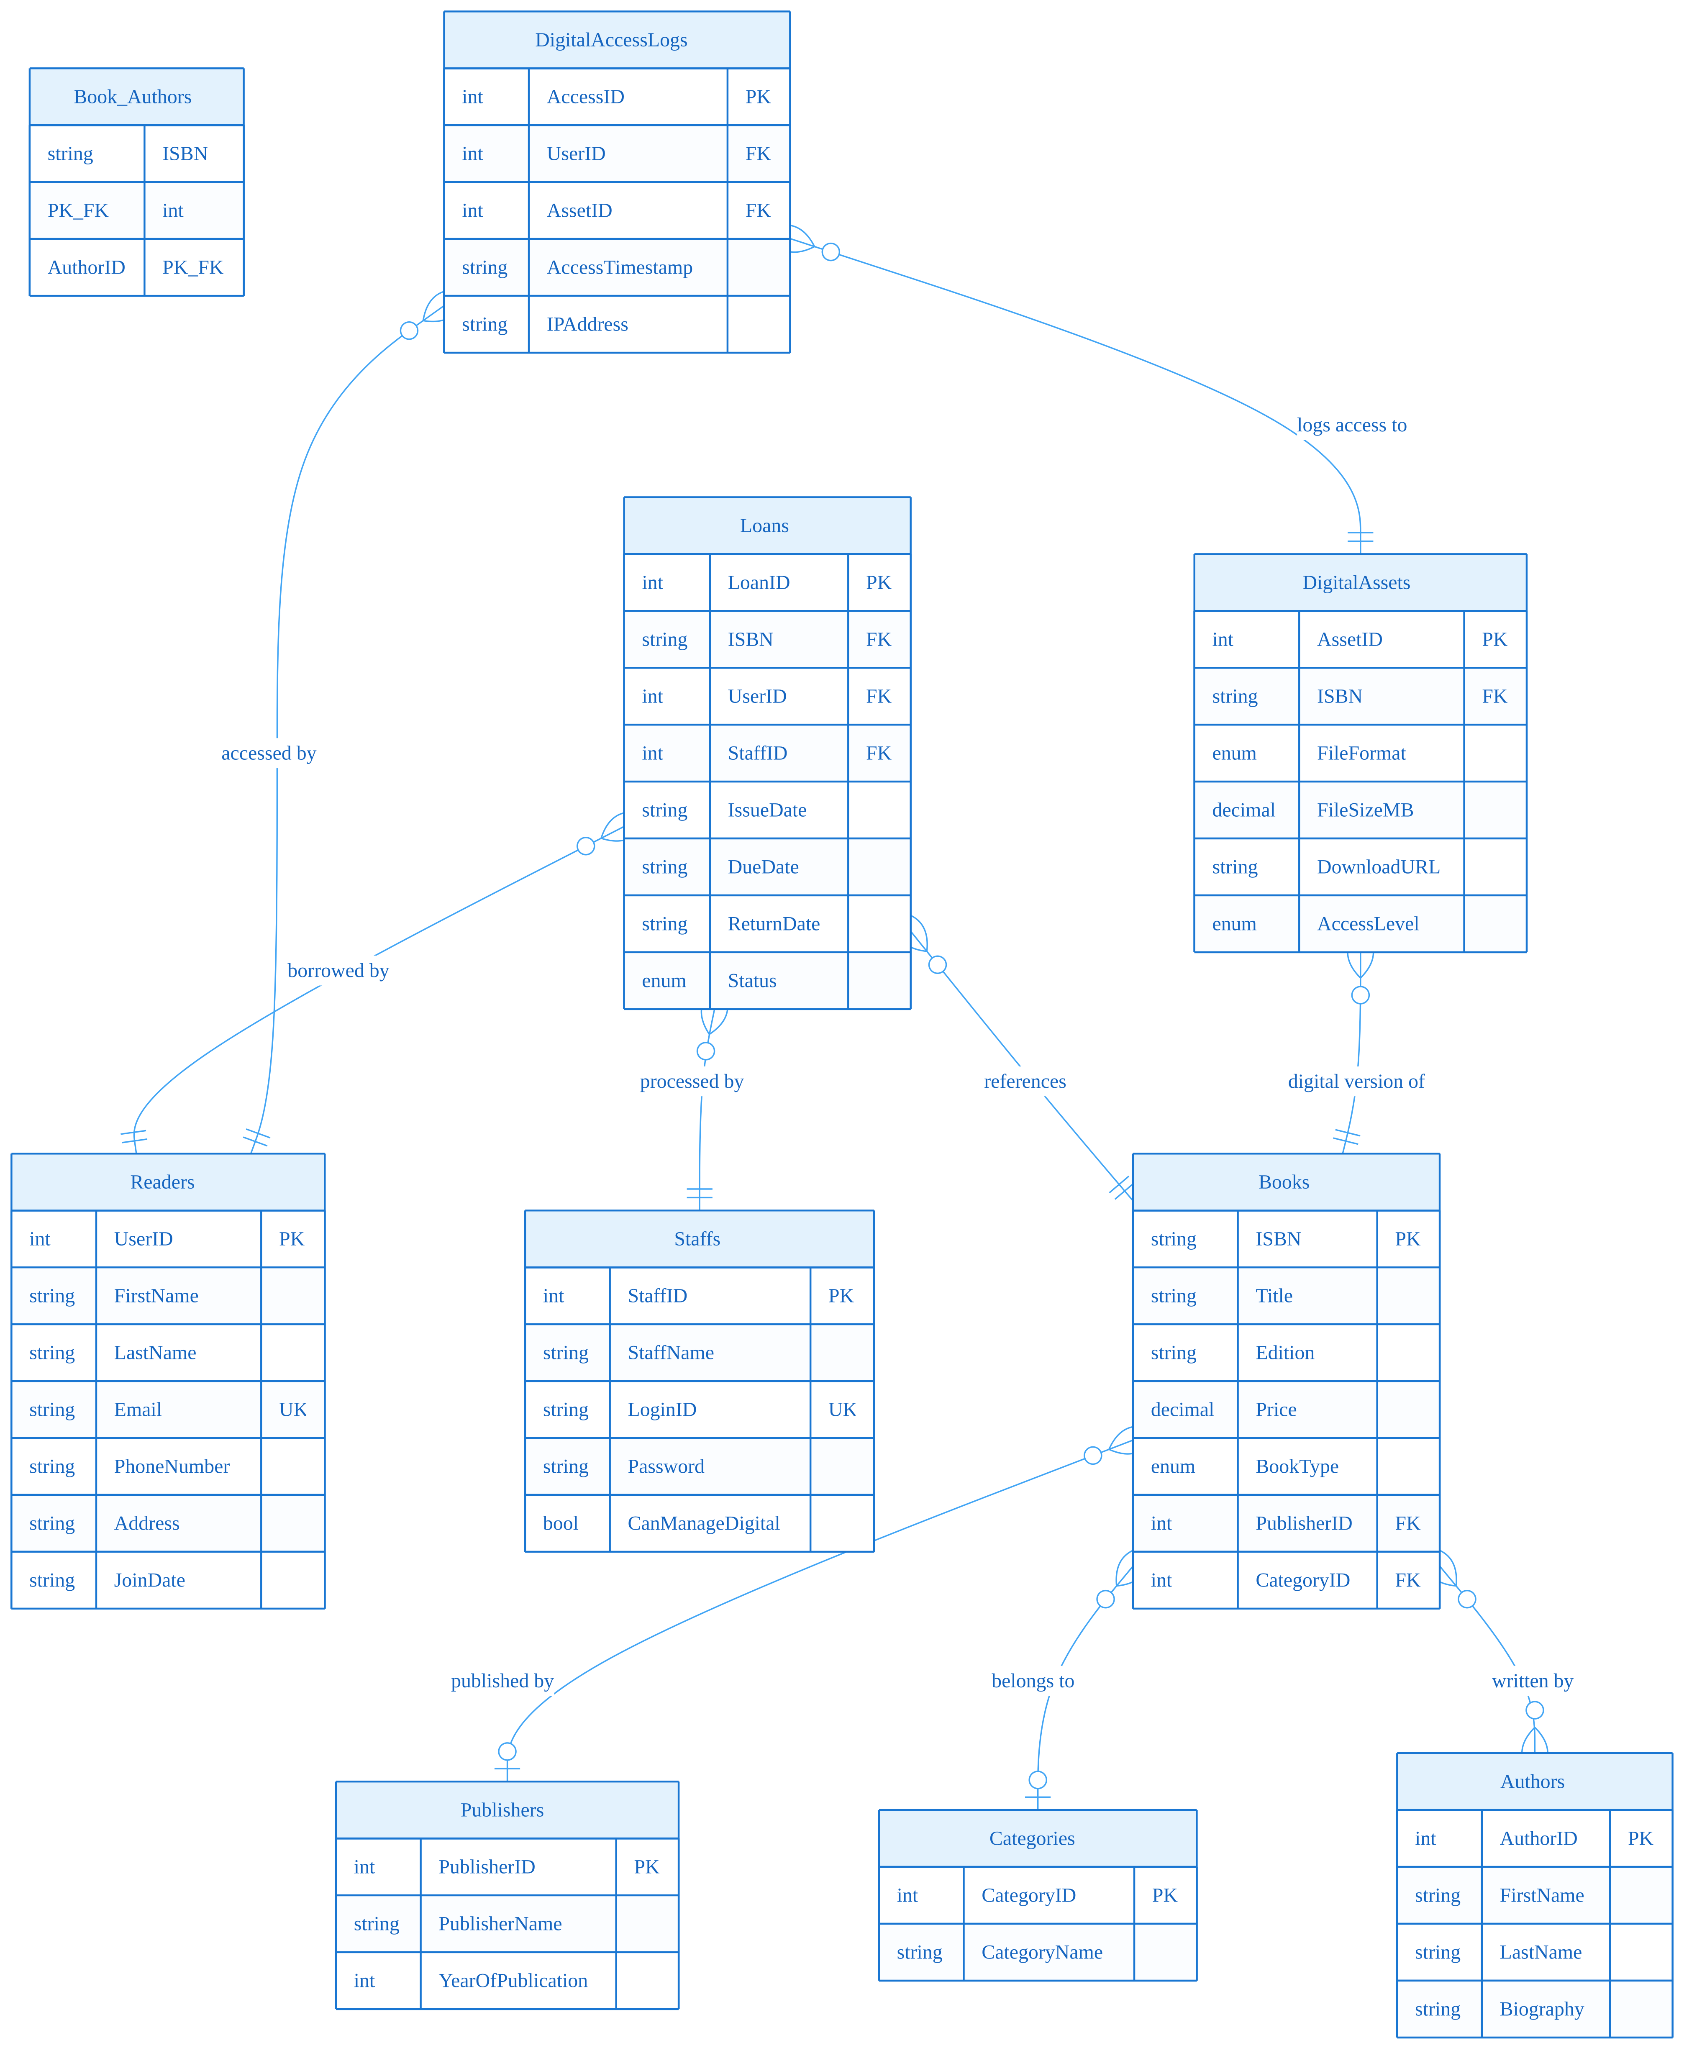 DigitalAccessLogs
int AccessID PK
int UserID FK
int AssetID FK
string AccessTimestamp
string IPAddress
Book_Authors
string ISBN
PK_FK int
AuthorID PK_FK
logs access to
Loans
int LoanID PK
string ISBN FK
int UserID FK
int StaffID FK
string IssueDate
string DueDate
string ReturnDate
enum Status
DigitalAssets
int AssetID PK
string ISBN FK
enum FileFormat
decimal FileSizeMB
string DownloadURL
enum AccessLevel
accessed by
borrowed by
processed by
references
digital version of
Readers
int UserID PK
string FirstName
string LastName
string Email UK
string PhoneNumber
string Address
string JoinDate
Staffs
int StaffID PK
string StaffName
string LoginID UK
string Password
bool CanManageDigital
Books
string ISBN PK
string Title
string Edition
decimal Price
enum BookType
int PublisherID FK
int CategoryID FK
published by
belongs to
written by
Publishers
int PublisherID PK
string PublisherName
int YearOfPublication
Categories
int CategoryID PK
string CategoryName
Authors
int AuthorID PK
string FirstName
string LastName
string Biography